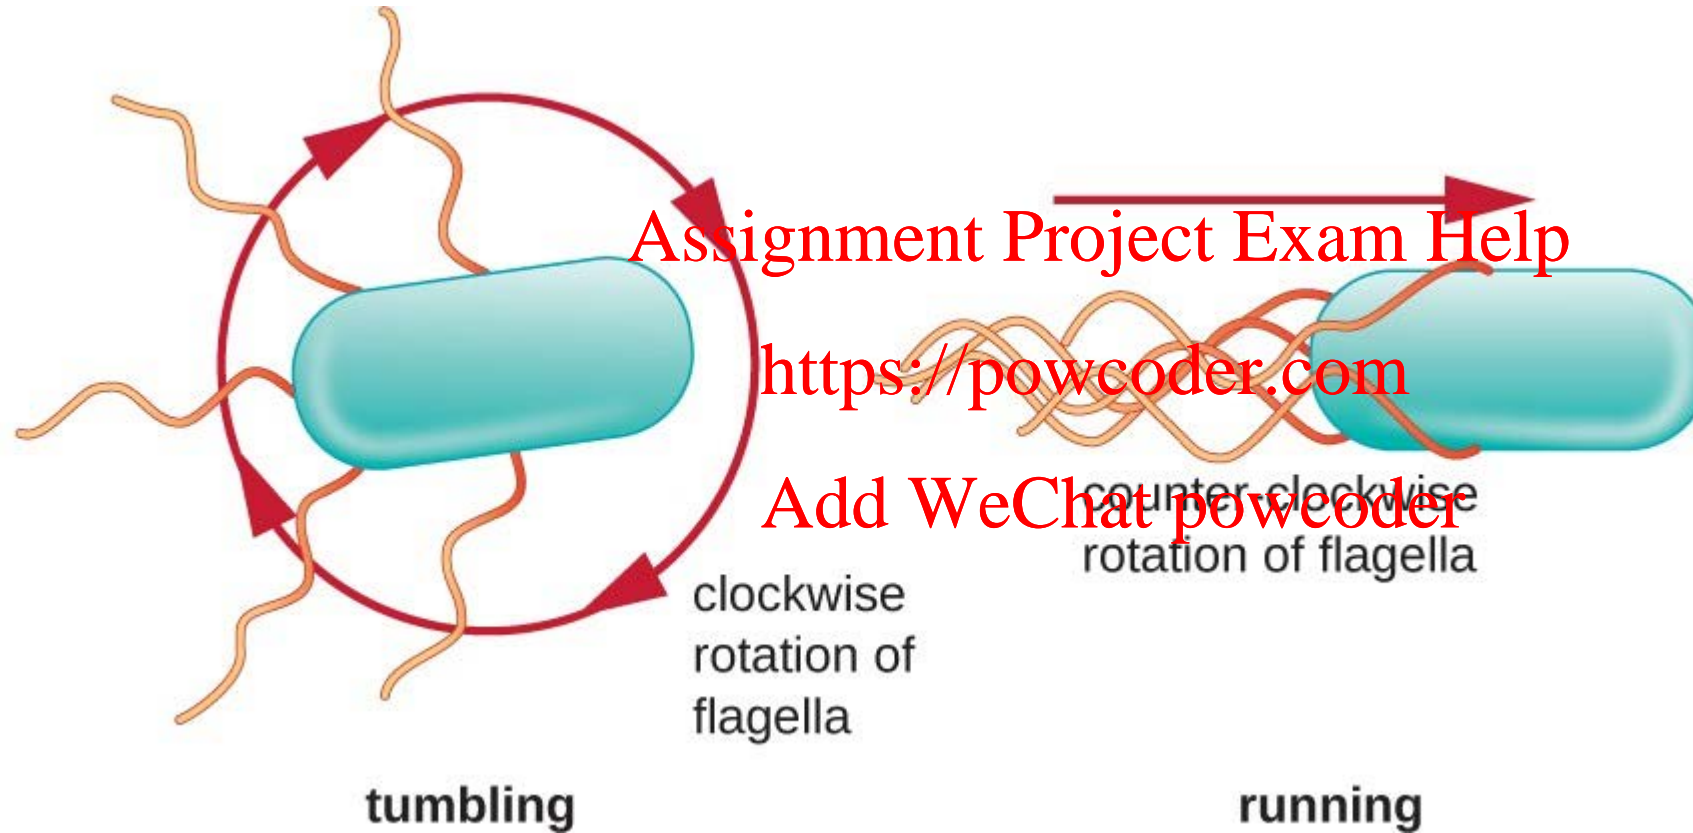 Assignment Project Exam Help
https://powcoder.com
Add WeChat powcoder
counter-clockwise
rotation of flagella
clockwise
rotation of
flagella
tumbling
running